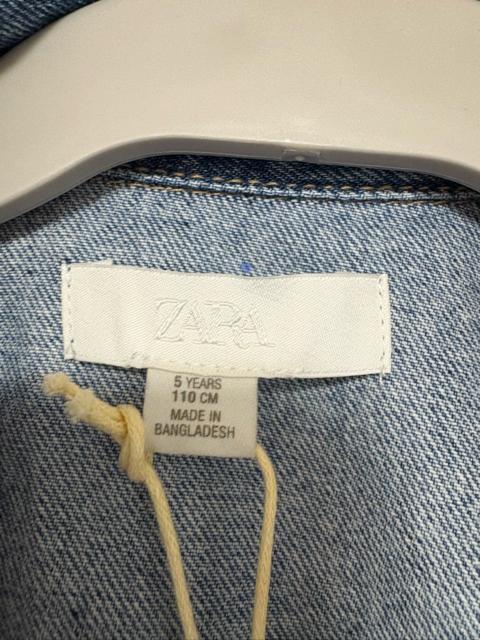 ZARA
5 YEARS
110 CM
MADE IN
BANGLADESH